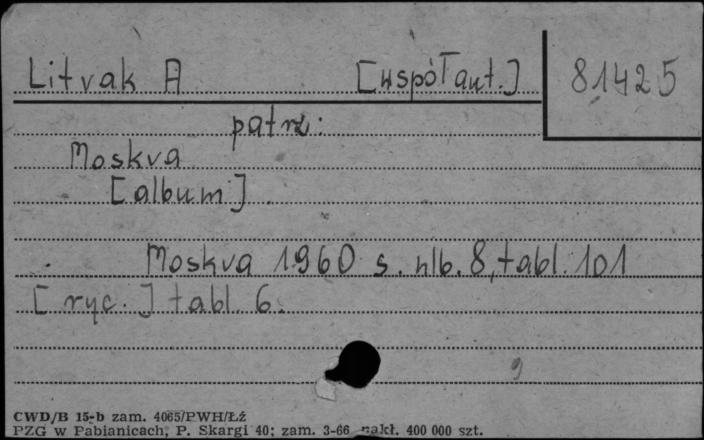 Litvak A [współaut.] 81425
patrz:
Moskva
[album]
Moskva 1960 s. nlb. 8, tabl. 101
[ryc.] tabl 6.
CWD/B 15-b zam. 4065/PWH/Łź
PZG w Pabianicach, P. Skargi 40; zam. 3-66 nakł. 400 000 szt.